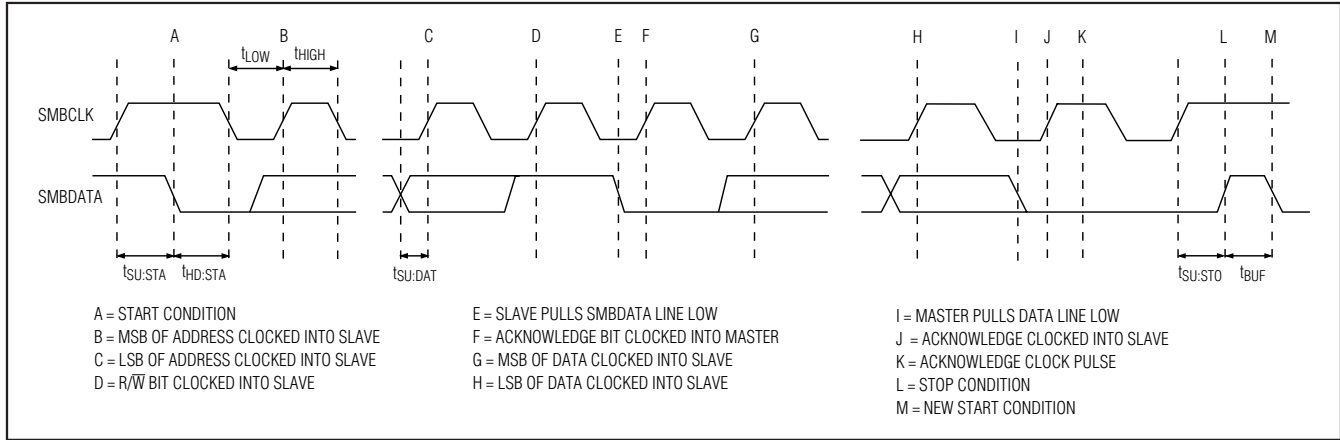 A B C D E F G H I J K L M
tLOW tHIGH
SMBCLK
SMBDATA
tSU:STA tHD:STA tSU:DAT tSU:STO tBUF
A = START CONDITION
B = MSB OF ADDRESS CLOCKED INTO SLAVE
C = LSB OF ADDRESS CLOCKED INTO SLAVE
D = R/W̅ BIT CLOCKED INTO SLAVE
E = SLAVE PULLS SMBDATA LINE LOW
F = ACKNOWLEDGE BIT CLOCKED INTO MASTER
G = MSB OF DATA CLOCKED INTO SLAVE
H = LSB OF DATA CLOCKED INTO SLAVE
I = MASTER PULLS DATA LINE LOW
J = ACKNOWLEDGE CLOCKED INTO SLAVE
K = ACKNOWLEDGE CLOCK PULSE
L = STOP CONDITION
M = NEW START CONDITION